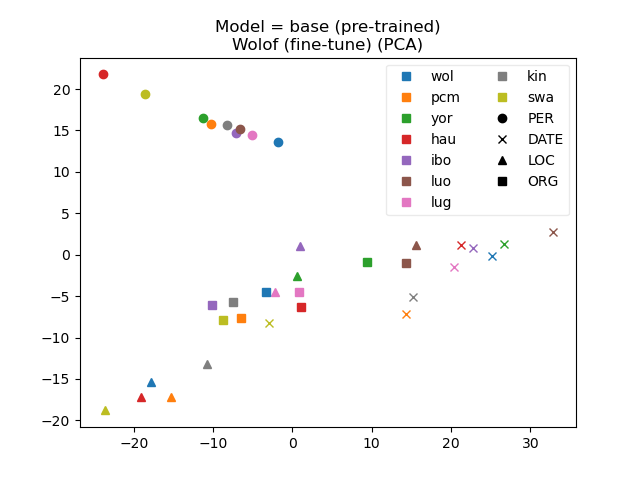 Model = base (pre-trained)
Wolof (fine-tune) (PCA)
wol
pcm
yor
hau
ibo
luo
lug
kin
swa
PER
DATE
LOC
ORG
20
15
10
5
0
−5
−10
−15
−20
−20
−10
0
10
20
30